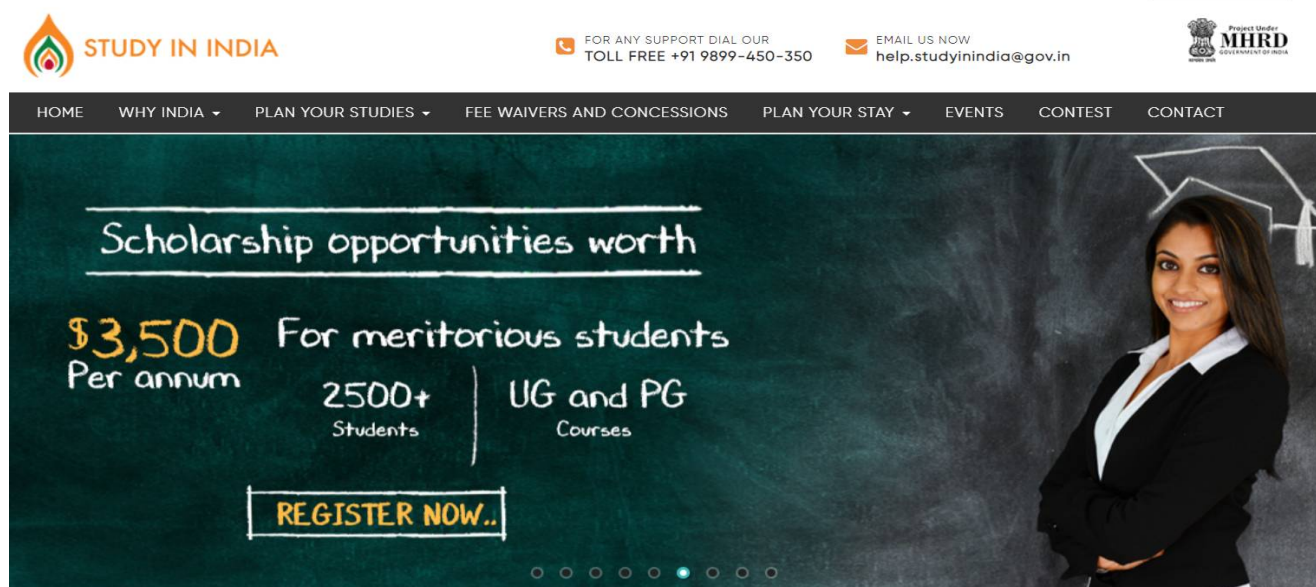 STUDY IN INDIA
FOR ANY SUPPORT DIAL OUR
TOLL FREE +91 9899-450-350
EMAIL US NOW
help.studyinindia@gov.in
Project Under
MHRD
GOVERNMENT OF INDIA
HOME WHY INDIA PLAN YOUR STUDIES FEE WAIVERS AND CONCESSIONS PLAN YOUR STAY EVENTS CONTEST CONTACT
Scholarship opportunities worth
$3,500
Per annum
For meritorious students
2500+
Students
UG and PG
Courses
REGISTER NOW..